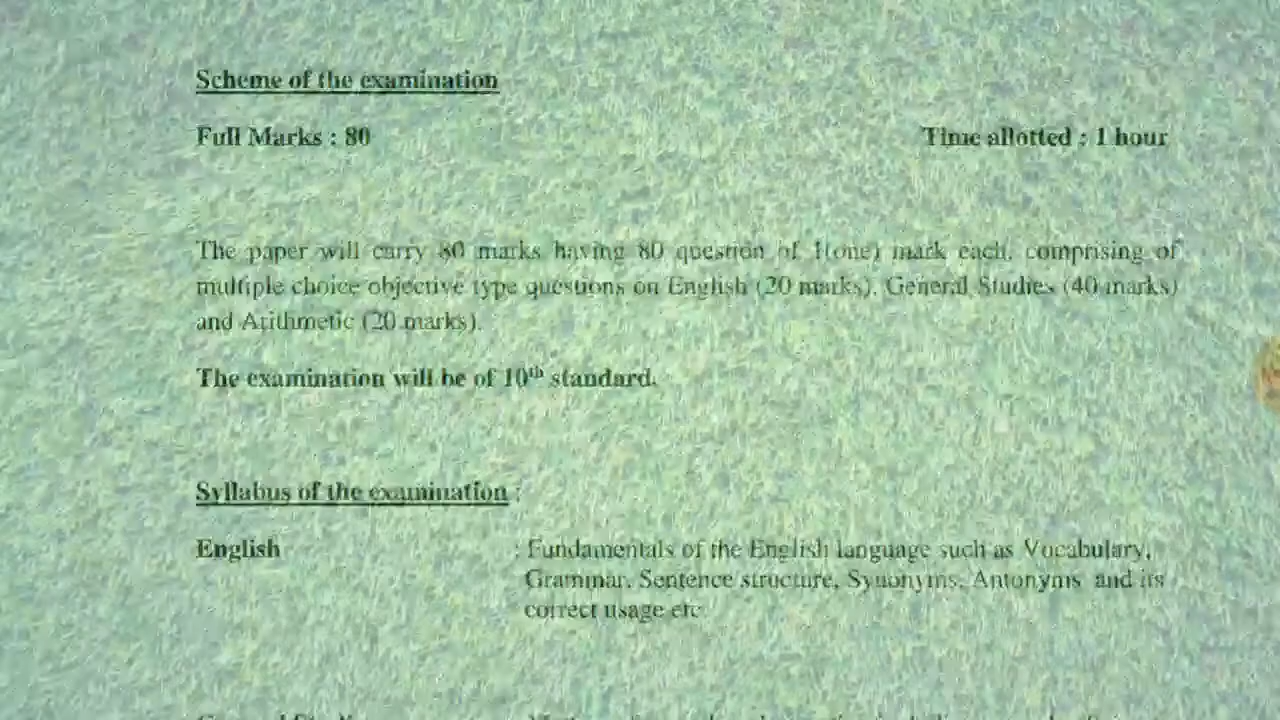 Scheme of the examination
Full Marks : 80 Time allotted : 1 hour
The paper will carry 80 marks having 80 question of 1(one) mark each, comprising of
multiple choice objective type questions on English (20 marks), General Studies (40 marks)
and Arithmetic (20 marks).
The examination will be of 10th standard.
Syllabus of the examination :
English : Fundamentals of the English language such as Vocabulary,
Grammar, Sentence structure, Synonyms, Antonyms and its
correct usage etc